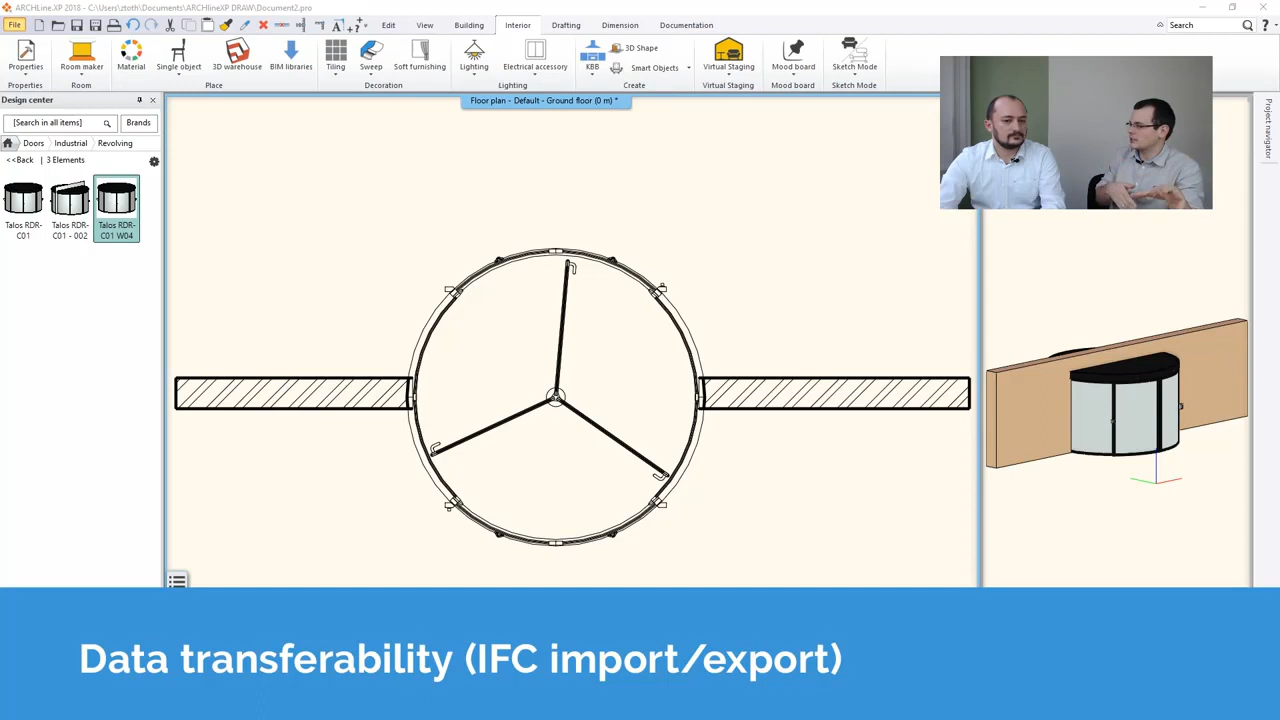 ARCHLine.XP 2018 - C:\Users\ztoth\Documents\ARCHlineXP DRAW\Document2.pro
File
Edit
View
Building
Interior
Drafting
Dimension
Documentation
Search
Properties
Room maker
Material
Single object
3D warehouse
BIM libraries
Tiling
Sweep
Soft furnishing
Lighting
Electrical accessory
KBB
3D Shape
Smart Objects
Virtual Staging
Mood board
Sketch Mode
Properties
Room
Place
Decoration
Lighting
Create
Virtual Staging
Mood board
Sketch Mode
Design center
Floor plan - Default - Ground floor (0 m) *
[Search in all items]
Brands
Doors
Industrial
Revolving
<<Back
3 Elements
Talos RDR-C01
Talos RDR-C01 - 002
Talos RDR-C01 W04
Project navigator
Data transferability (IFC import/export)